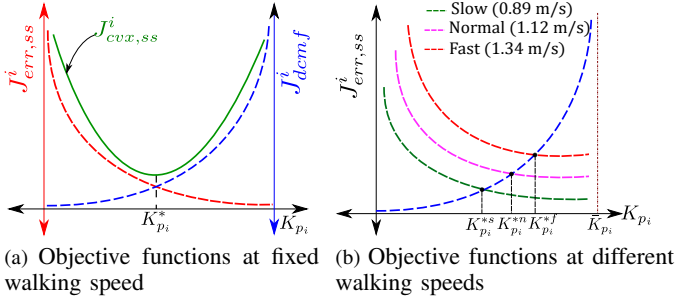 J^i_{err,ss}
J^i_{cvx,ss}
J^i_{dcmf}
K^*_{p_i}
K_{p_i}
(a) Objective functions at fixed
walking speed
Slow (0.89 m/s)
Normal (1.12 m/s)
Fast (1.34 m/s)
J^i_{err,ss}
K^{*s}_{p_i} K^{*n}_{p_i} K^{*f}_{p_i} \bar{K}_{p_i} K_{p_i}
(b) Objective functions at different
walking speeds